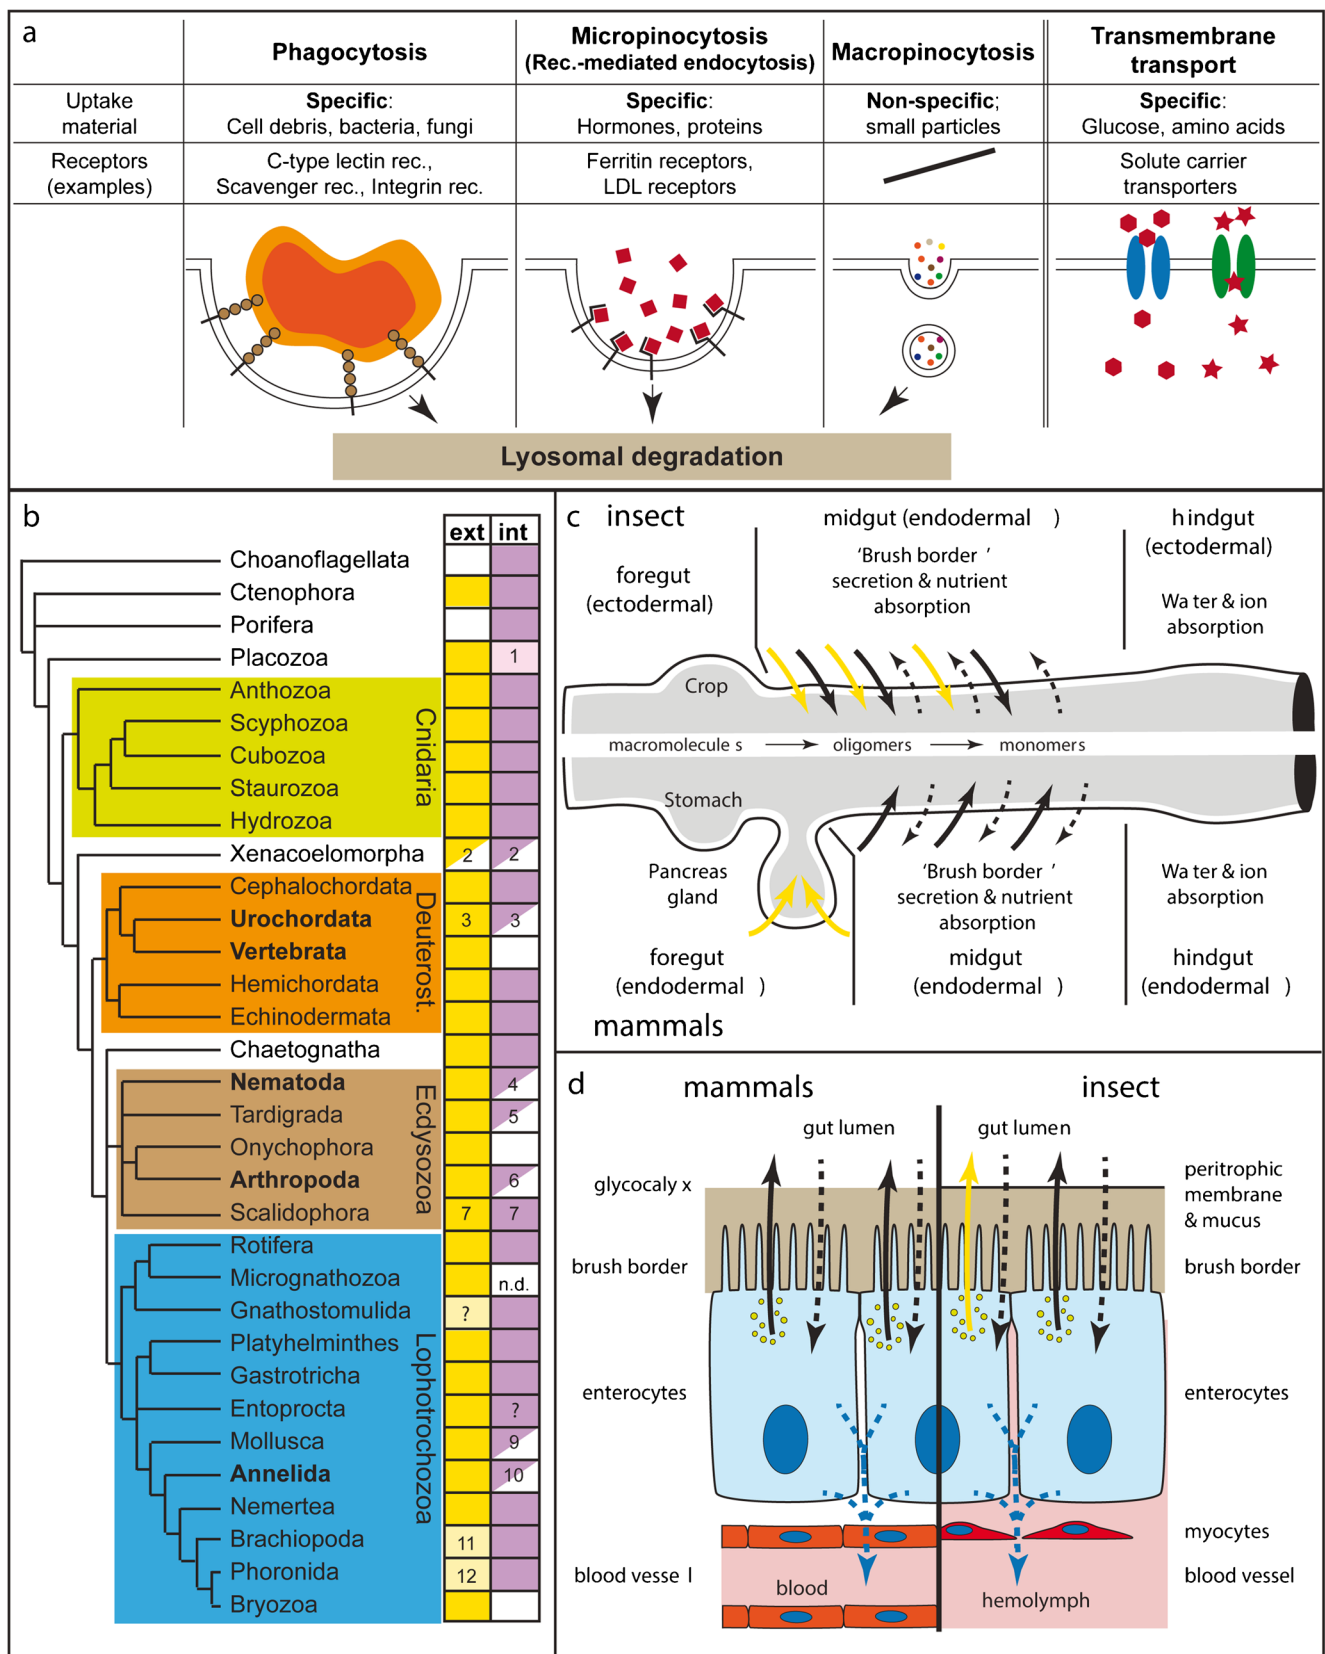 a
Phagocytosis
Micropinocytosis
(Rec.-mediated endocytosis)
Macropinocytosis
Transmembrane
transport
Uptake
material
Specific:
Cell debris, bacteria, fungi
Specific:
Hormones, proteins
Non-specific;
small particles
Specific:
Glucose, amino acids
Receptors
(examples)
C-type lectin rec.,
Scavenger rec., Integrin rec.
Ferritin receptors,
LDL receptors
Solute carrier
transporters
Lyosomal degradation
b
ext int
Choanoflagellata
Ctenophora
Porifera
Placozoa 1
Anthozoa
Scyphozoa
Cubozoa
Staurozoa
Hydrozoa
Cnidaria
Xenacoelomorpha 2 2
Cephalochordata
Urochordata 3 3
Vertebrata
Hemichordata
Echinodermata
Deuterost.
Chaetognatha
Nematoda 4
Tardigrada 5
Onychophora
Arthropoda 6
Scalidophora 7 7
Ecdysozoa
Rotifera
Micrognathozoa n.d.
Gnathostomulida ?
Platyhelminthes
Gastrotricha
Entoprocta ?
Mollusca 9
Annelida 10
Nemertea
Brachiopoda 11
Phoronida 12
Bryozoa
Lophotrochozoa
c
insect
foregut
(ectodermal)
midgut (endodermal )
'Brush border '
secretion & nutrient
absorption
hindgut
(ectodermal)
Wa ter & ion
absorption
Crop
macromolecule s
oligomers
monomers
Stomach
Pancreas
gland
'Brush border '
secretion & nutrient
absorption
Wa ter & ion
absorption
foregut
(endodermal )
midgut
(endodermal )
hindgut
(endodermal )
mammals
d
mammals
insect
gut lumen
gut lumen
glycocaly x
peritrophic
membrane
& mucus
brush border
brush border
enterocytes
enterocytes
myocytes
blood vesse l
blood
hemolymph
blood vessel